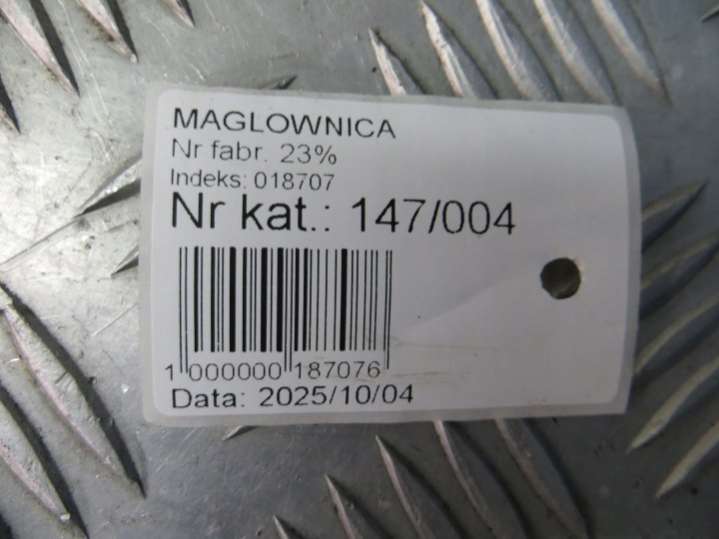 MAGLOWNICA
Nr fabr. 23%
Indeks: 018707
Nr kat.: 147/004
1 000000 187076
Data: 2025/10/04